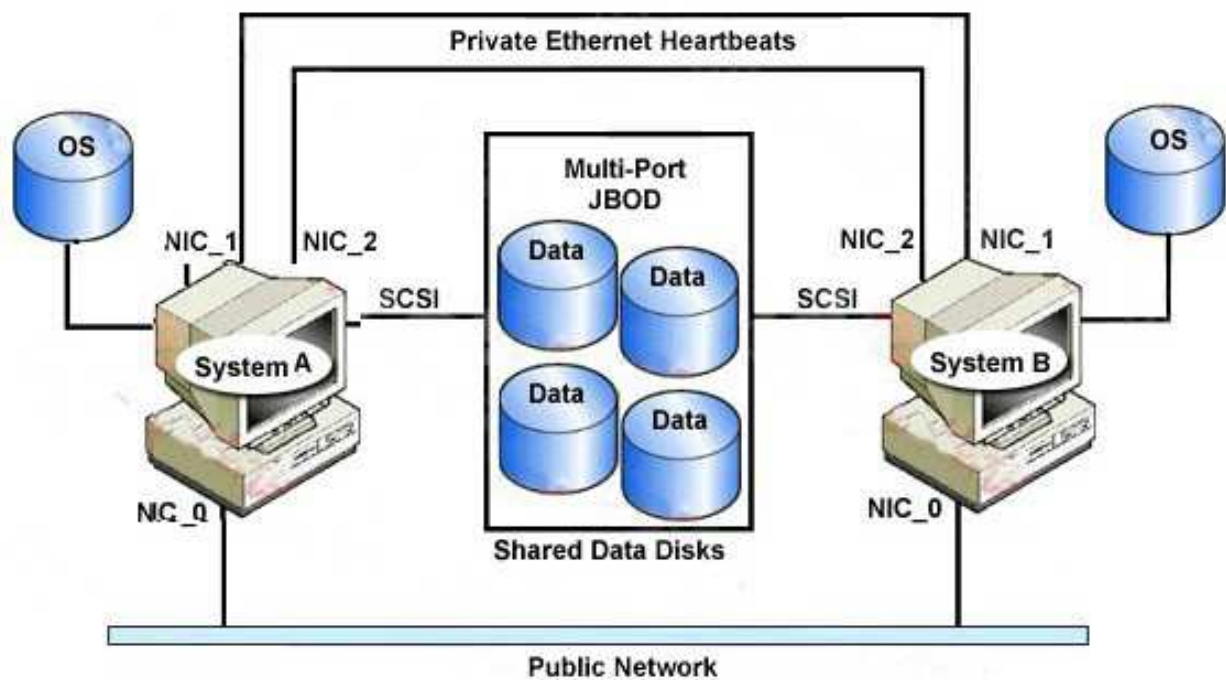 Private Ethernet Heartbeats
OS
OS
Multi-Port
JBOD
NIC_1
NIC_2
NIC_2
NIC_1
Data
Data
SCSI
SCSI
System A
System B
Data
Data
NIC_0
NIC_0
Shared Data Disks
Public Network